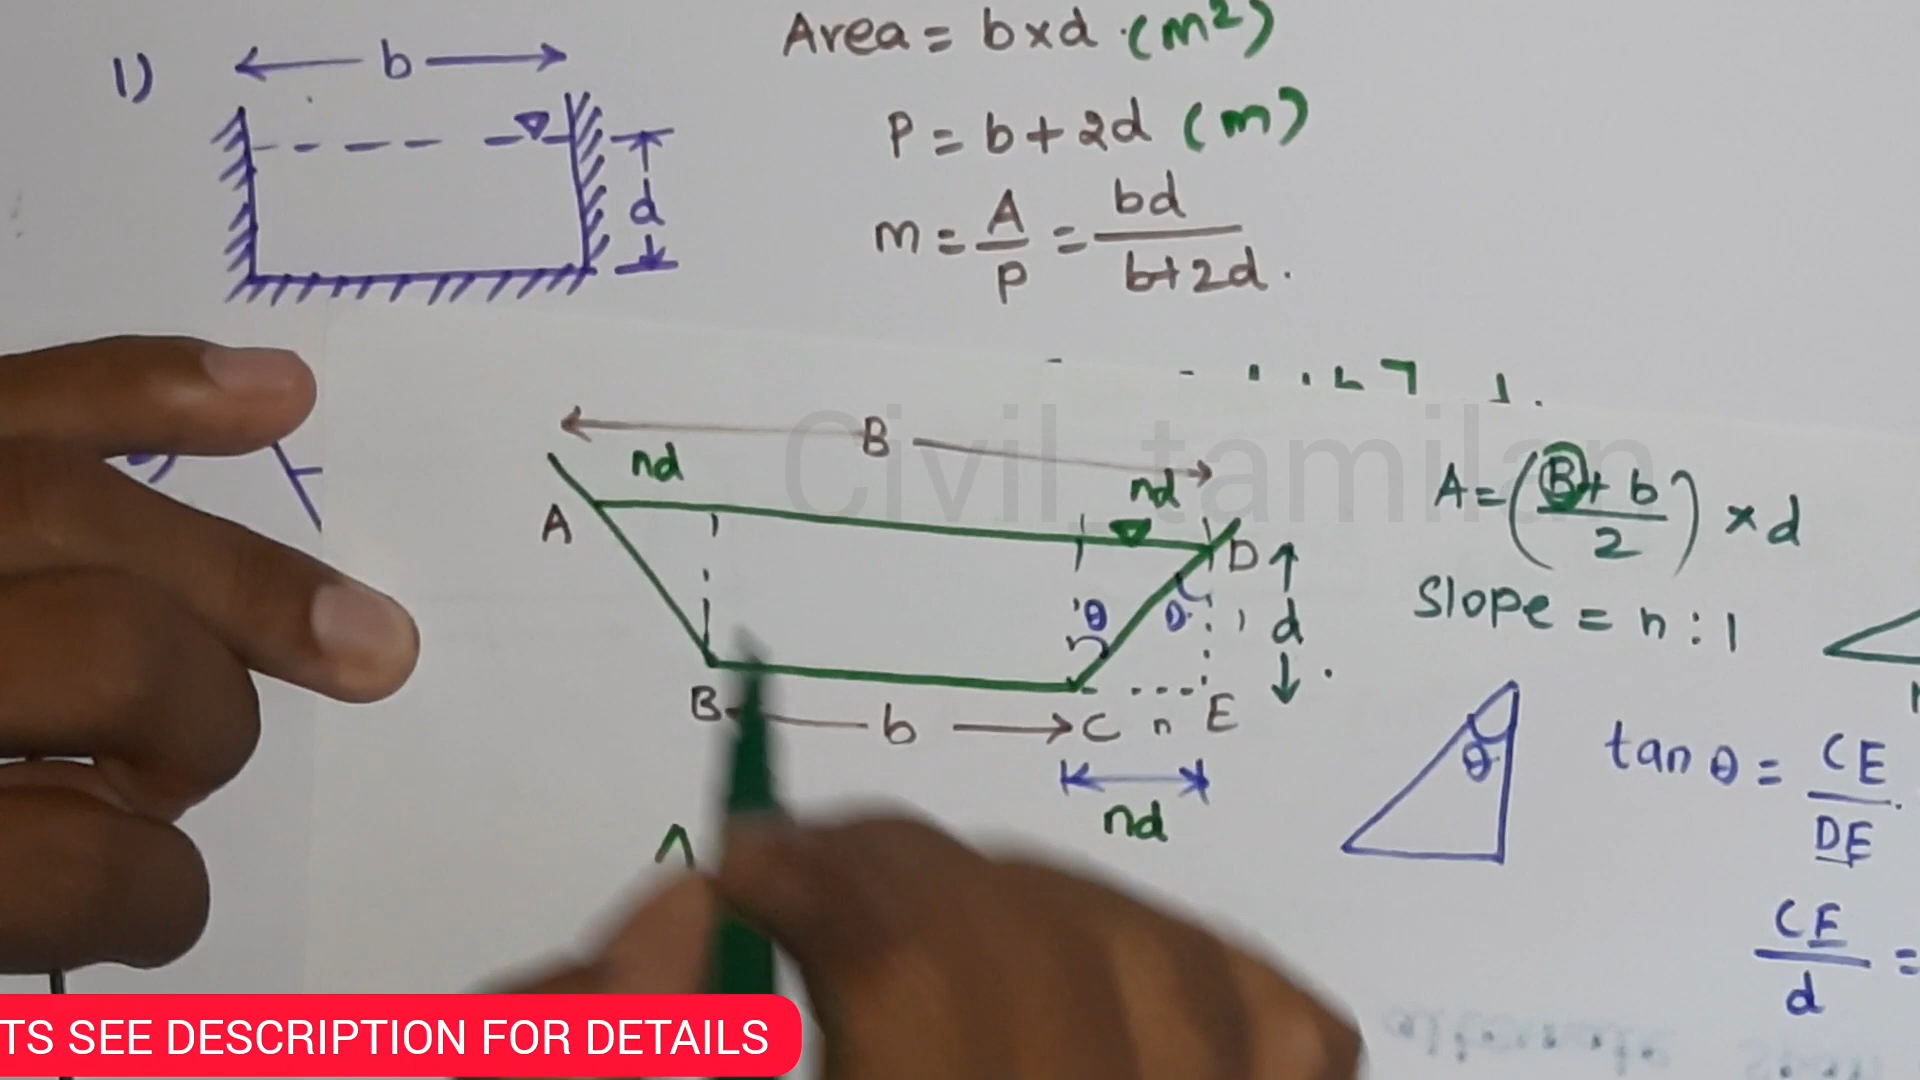 1)
b
d
Area = b×d (m²)
P = b+2d (m)
m = A/P = bd/b+2d.
Civil_tamilan
B
nd
nd
A
D
θ
θ
1
d
B
b
C
n
E
nd
A = (B+b/2) × d
Slope = n : 1
θ
tan θ = CE/DE
CE/d =
TS SEE DESCRIPTION FOR DETAILS